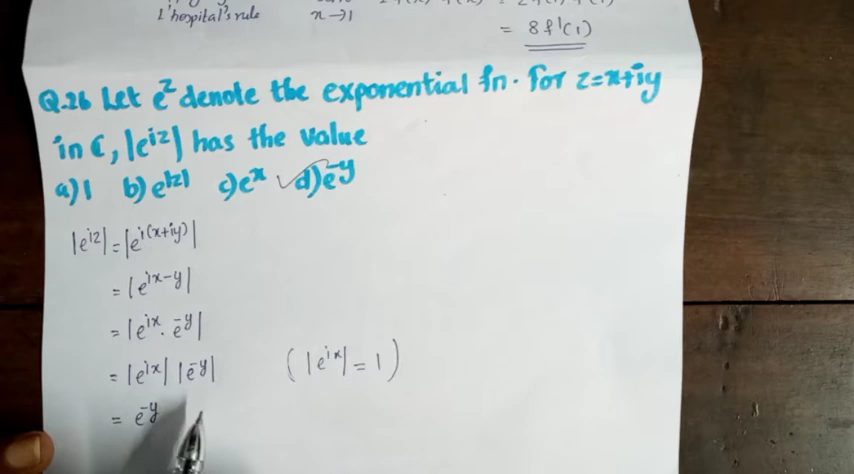 L'hospital's rule
x→1
= 8f'(1)
Q.26 Let e^z denote the exponential fn. For z=x+iy
in C, |e^iz| has the value
a) 1 b) e^|z| c) e^x ✓ d) e^-y
|e^iz| = |e^i(x+iy)|
= |e^ix-y|
= |e^ix . e^-y|
= |e^ix| |e^-y| (|e^ix| = 1)
= e^-y